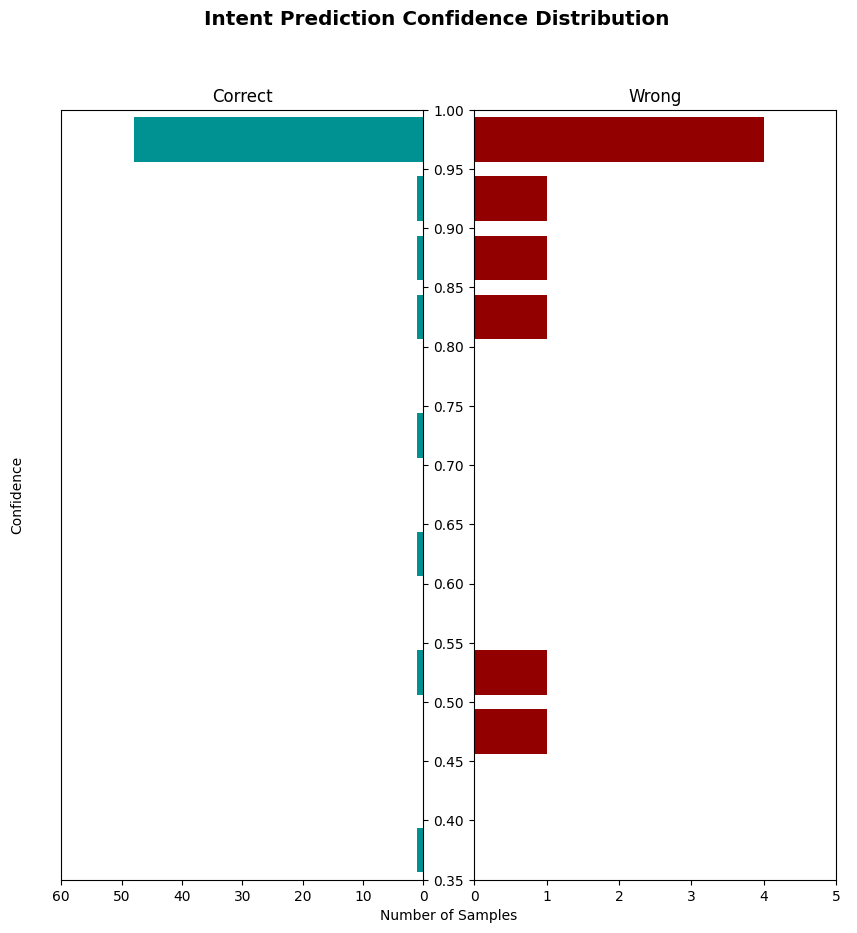 Intent Prediction Confidence Distribution
Correct
Wrong
1.00
0.95
0.90
0.85
0.80
0.75
0.70
0.65
0.60
0.55
0.50
0.45
0.40
0.35
Confidence
60 50 40 30 20 10 0
0 1 2 3 4 5
Number of Samples